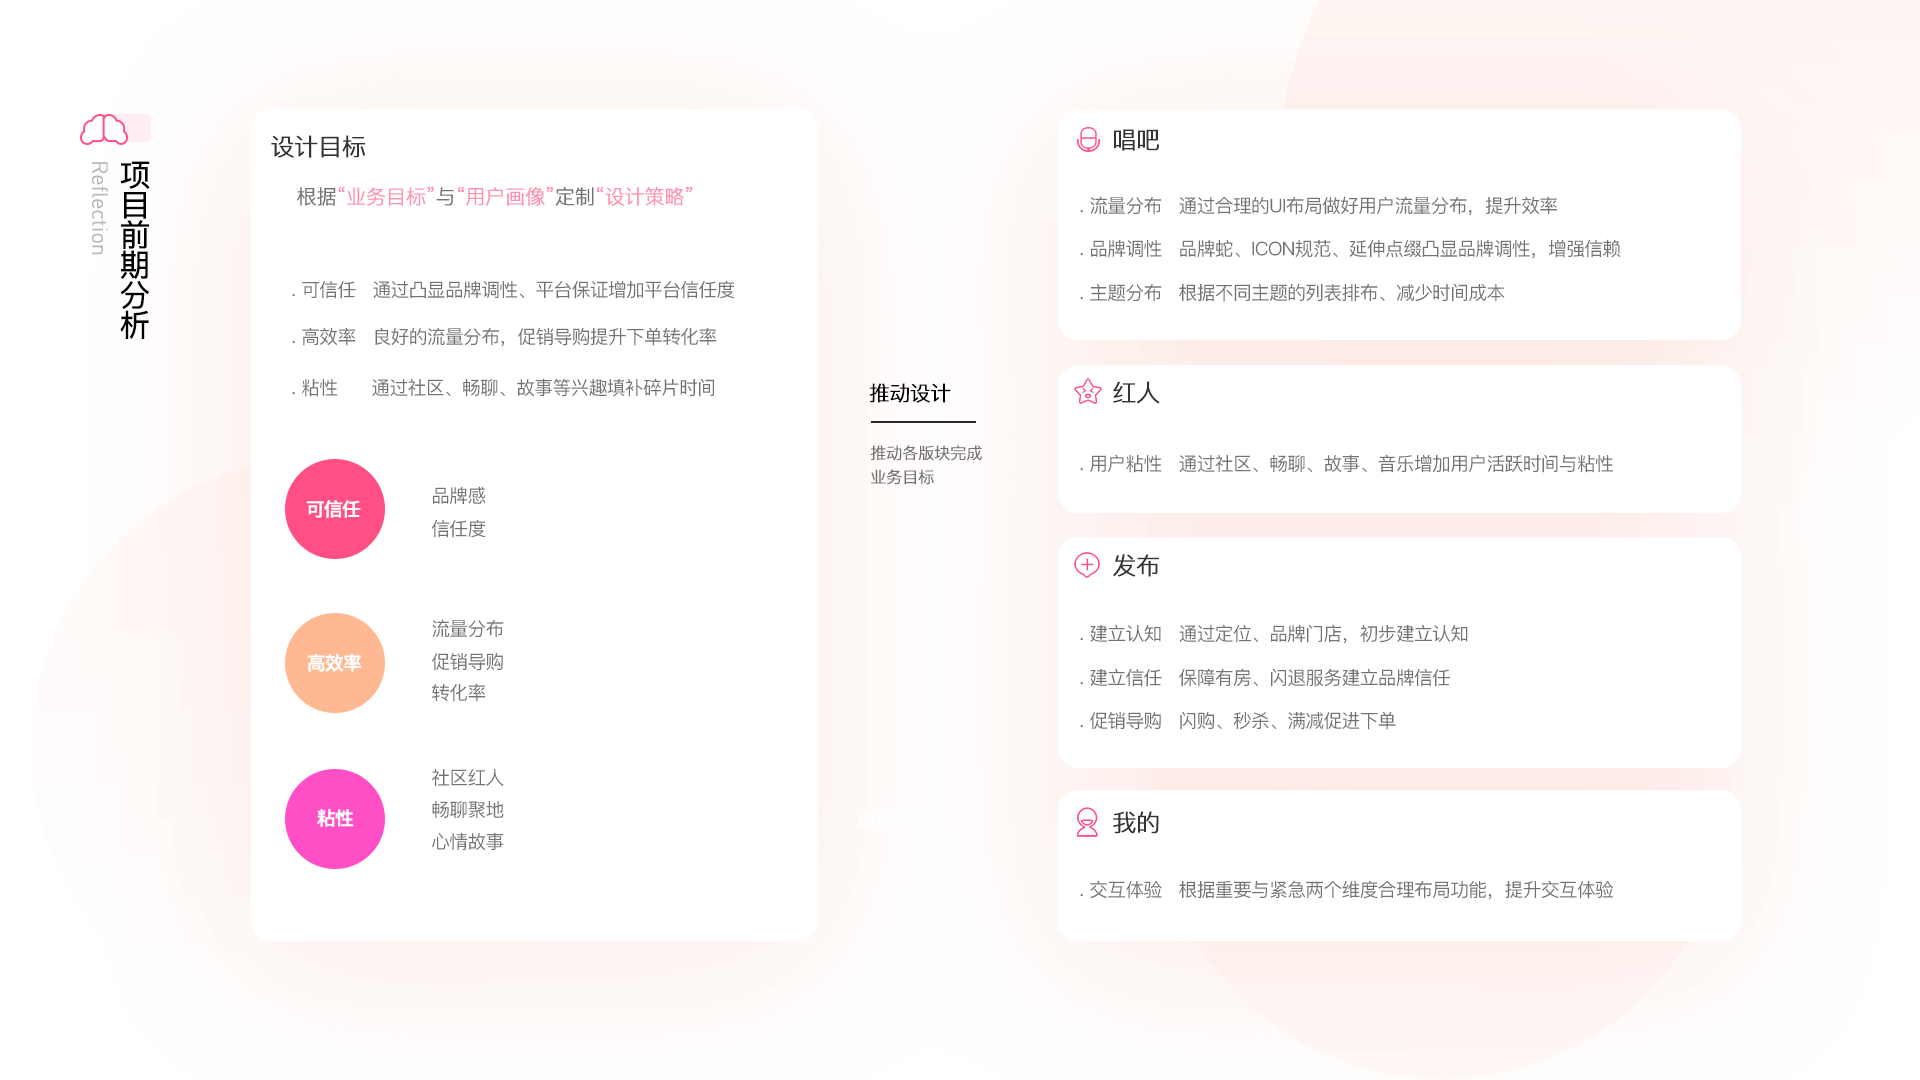 项目前期分析
Reflection
设计目标
根据“业务目标”与“用户画像”定制“设计策略”
. 可信任 通过凸显品牌调性、平台保证增加平台信任度
. 高效率 良好的流量分布，促销导购提升下单转化率
. 粘性 通过社区、畅聊、故事等兴趣填补碎片时间
可信任
品牌感
信任度
高效率
流量分布
促销导购
转化率
粘性
社区红人
畅聊聚地
心情故事
推动设计
推动各版块完成
业务目标
唱吧
. 流量分布 通过合理的UI布局做好用户流量分布，提升效率
. 品牌调性 品牌蛇、ICON规范、延伸点缀凸显品牌调性，增强信赖
. 主题分布 根据不同主题的列表排布、减少时间成本
红人
. 用户粘性 通过社区、畅聊、故事、音乐增加用户活跃时间与粘性
发布
. 建立认知 通过定位、品牌门店，初步建立认知
. 建立信任 保障有房、闪退服务建立品牌信任
. 促销导购 闪购、秒杀、满减促进下单
我的
. 交互体验 根据重要与紧急两个维度合理布局功能，提升交互体验